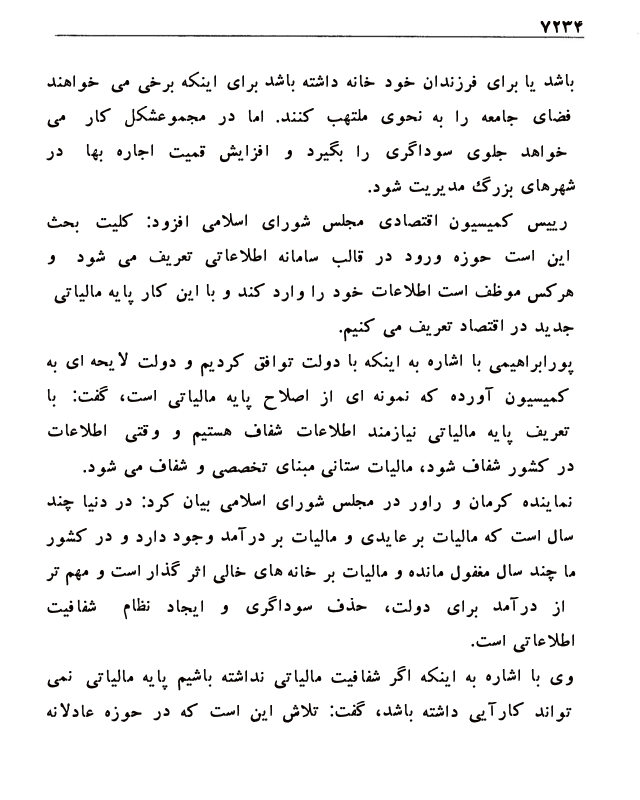 ۷۲۳۴
باشد یا برای فرزندان خود خانه داشته باشد برای اینکه برخی می خواهند
فضای جامعه را به نحوی ملتهب کنند. اما در مجموعشکل کار می
خواهد جلوی سوداگری را بگیرد و افزایش قمیت اجاره بها در
شهرهای بزرگ مدیریت شود.
رییس کمیسیون اقتصادی مجلس شورای اسلامی افزود: کلیت بحث
این است حوزه ورود در قالب سامانه اطلاعاتی تعریف می شود و
هرکس موظف است اطلاعات خود را وارد کند و با این کار پایه مالیاتی
جدید در اقتصاد تعریف می کنیم.
پورابراهیمی با اشاره به اینکه با دولت توافق کردیم و دولت لایحه ای به
کمیسیون آورده که نمونه ای از اصلاح پایه مالیاتی است، گفت: با
تعریف پایه مالیاتی نیازمند اطلاعات شفاف هستیم و وقتی اطلاعات
در کشور شفاف شود، مالیات ستانی مبنای تخصصی و شفاف می شود.
نماینده کرمان و راور در مجلس شورای اسلامی بیان کرد: در دنیا چند
سال است که مالیات بر عایدی و مالیات بر درآمد وجود دارد و در کشور
ما چند سال مغفول مانده و مالیات بر خانه های خالی اثر گذار است و مهم تر
از درآمد برای دولت، حذف سوداگری و ایجاد نظام شفافیت
اطلاعاتی است.
وی با اشاره به اینکه اگر شفافیت مالیاتی نداشته باشیم پایه مالیاتی نمی
تواند کارآیی داشته باشد، گفت: تلاش این است که در حوزه عادلانه